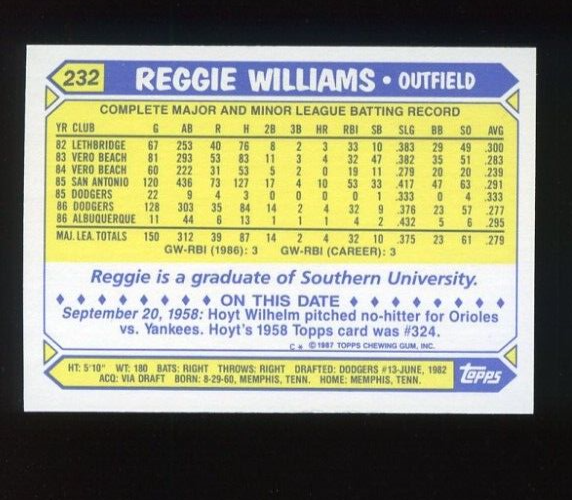 232 REGGIE WILLIAMS • OUTFIELD
COMPLETE MAJOR AND MINOR LEAGUE BATTING RECORD
YR CLUB G AB R H 2B 3B HR RBI SB SLG BB SO AVG
82 LETHBRIDGE 67 253 40 76 8 2 3 33 10 .383 29 49 .300
83 VERO BEACH 81 293 53 83 11 3 4 32 47 .382 35 51 .283
84 VERO BEACH 60 222 31 53 5 2 0 19 11 .279 20 20 .239
85 SAN ANTONIO 120 436 73 127 17 4 10 53 33 .417 47 63 .291
85 DODGERS 22 9 4 3 0 0 0 0 1 .333 0 4 .333
86 DODGERS 128 303 35 84 14 2 4 32 9 .376 23 57 .277
86 ALBUQUERQUE 11 44 6 13 1 1 1 4 2 .432 5 6 .295
MAJ. LEA. TOTALS 150 312 39 87 14 2 4 32 10 .375 23 61 .279
GW-RBI (1986): 3 GW-RBI (CAREER): 3
Reggie is a graduate of Southern University.
♦ ♦ ♦ ♦ ♦ ♦ ON THIS DATE ♦ ♦ ♦ ♦ ♦ ♦
September 20, 1958: Hoyt Wilhelm pitched no-hitter for Orioles
vs. Yankees. Hoyt's 1958 Topps card was #324.
C* ©1987 TOPPS CHEWING GUM, INC.
HT: 5'10" WT: 180 BATS: RIGHT THROWS: RIGHT DRAFTED: DODGERS #13-JUNE, 1982
ACQ: VIA DRAFT BORN: 8-29-60, MEMPHIS, TENN. HOME: MEMPHIS, TENN.
Topps